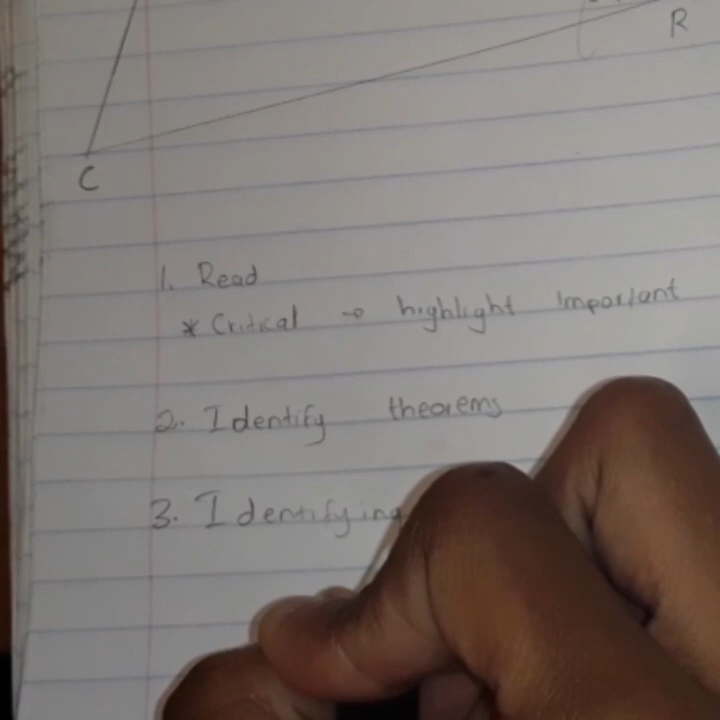 R
C
1. Read
* Critical → highlight Important
2. Identify theorems
3. Identifying